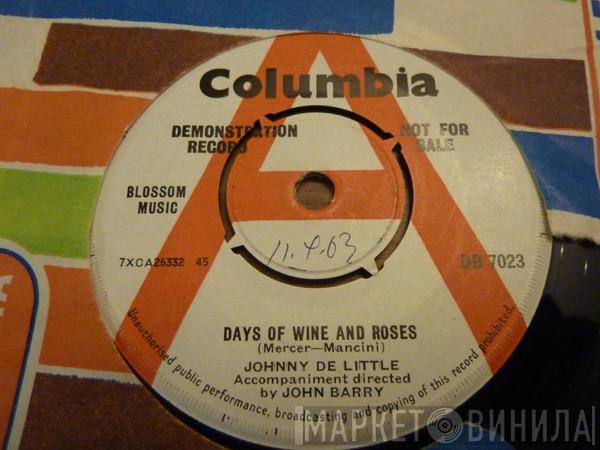 Columbia
DEMONSTRATION NOT FOR
RECORD SALE
BLOSSOM
MUSIC
7XCA26332 45
DB 7023
11.4.63
DAYS OF WINE AND ROSES
(Mercer—Mancini)
JOHNNY DE LITTLE
Accompaniment directed
by JOHN BARRY
Unauthorised public performance, broadcasting and copying of this record prohibited.
МАРКЕТ ВИНИЛА